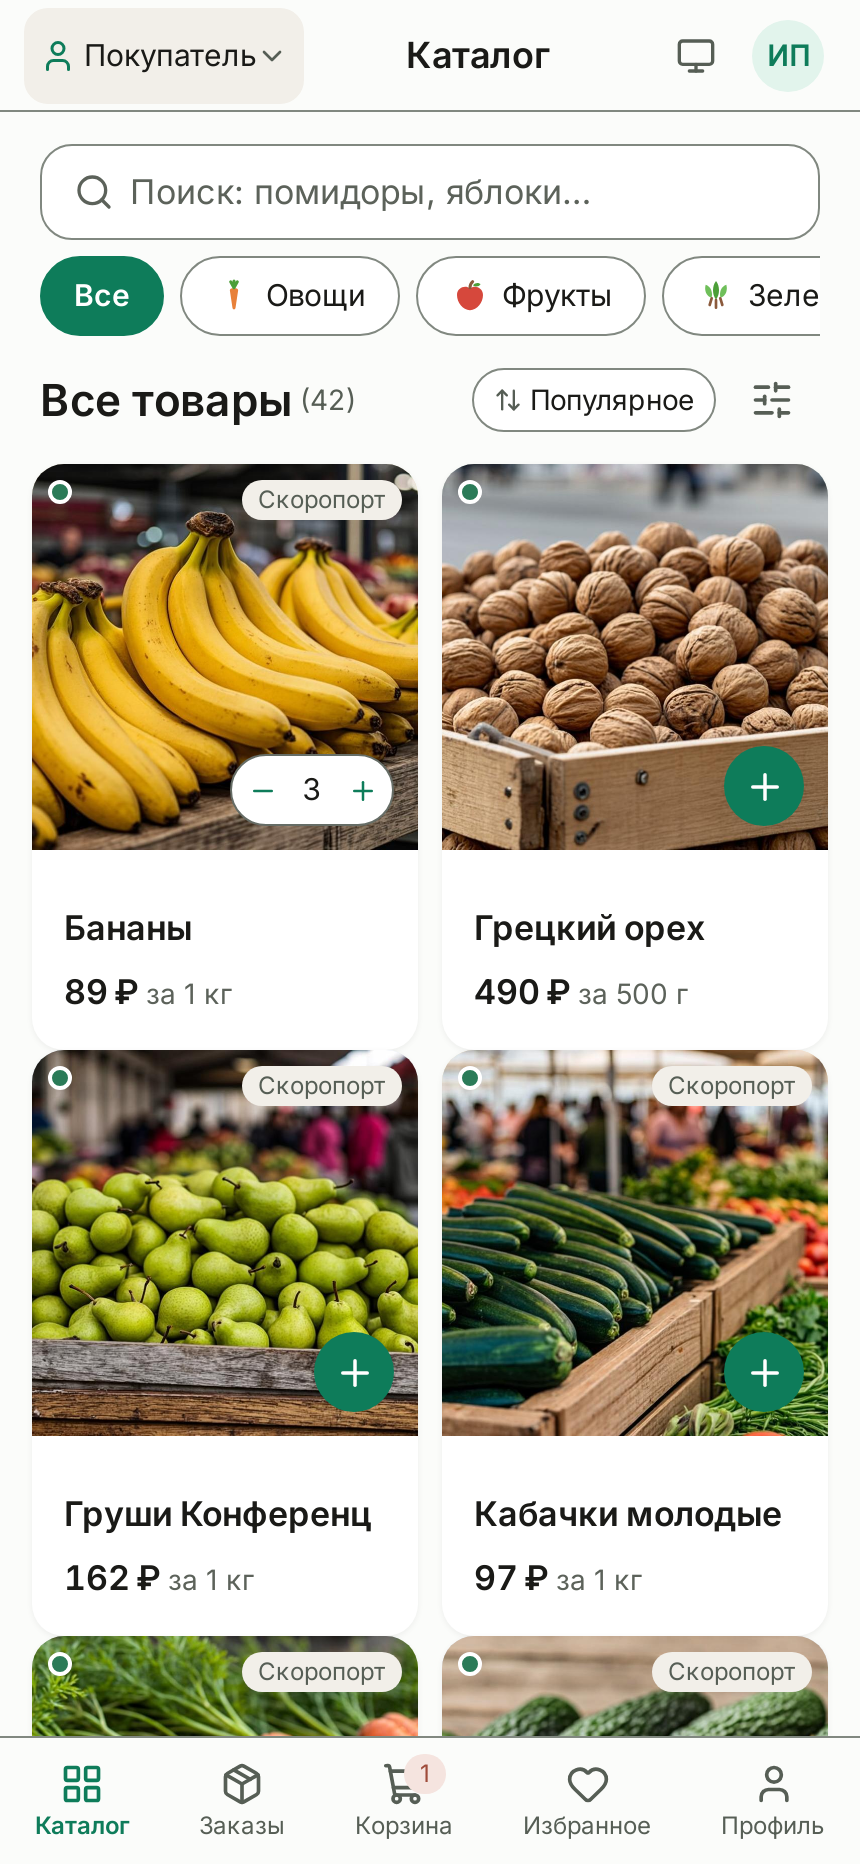 Покупатель
Каталог
ИП
Поиск: помидоры, яблоки...
Все
Овощи
Фрукты
Зеле
Все товары (42)
Популярное
Скоропорт
3
Бананы
89 ₽ за 1 кг
Грецкий орех
490 ₽ за 500 г
Скоропорт
Скоропорт
Груши Конференц
162 ₽ за 1 кг
Кабачки молодые
97 ₽ за 1 кг
Скоропорт
Скоропорт
1
Каталог
Заказы
Корзина
Избранное
Профиль